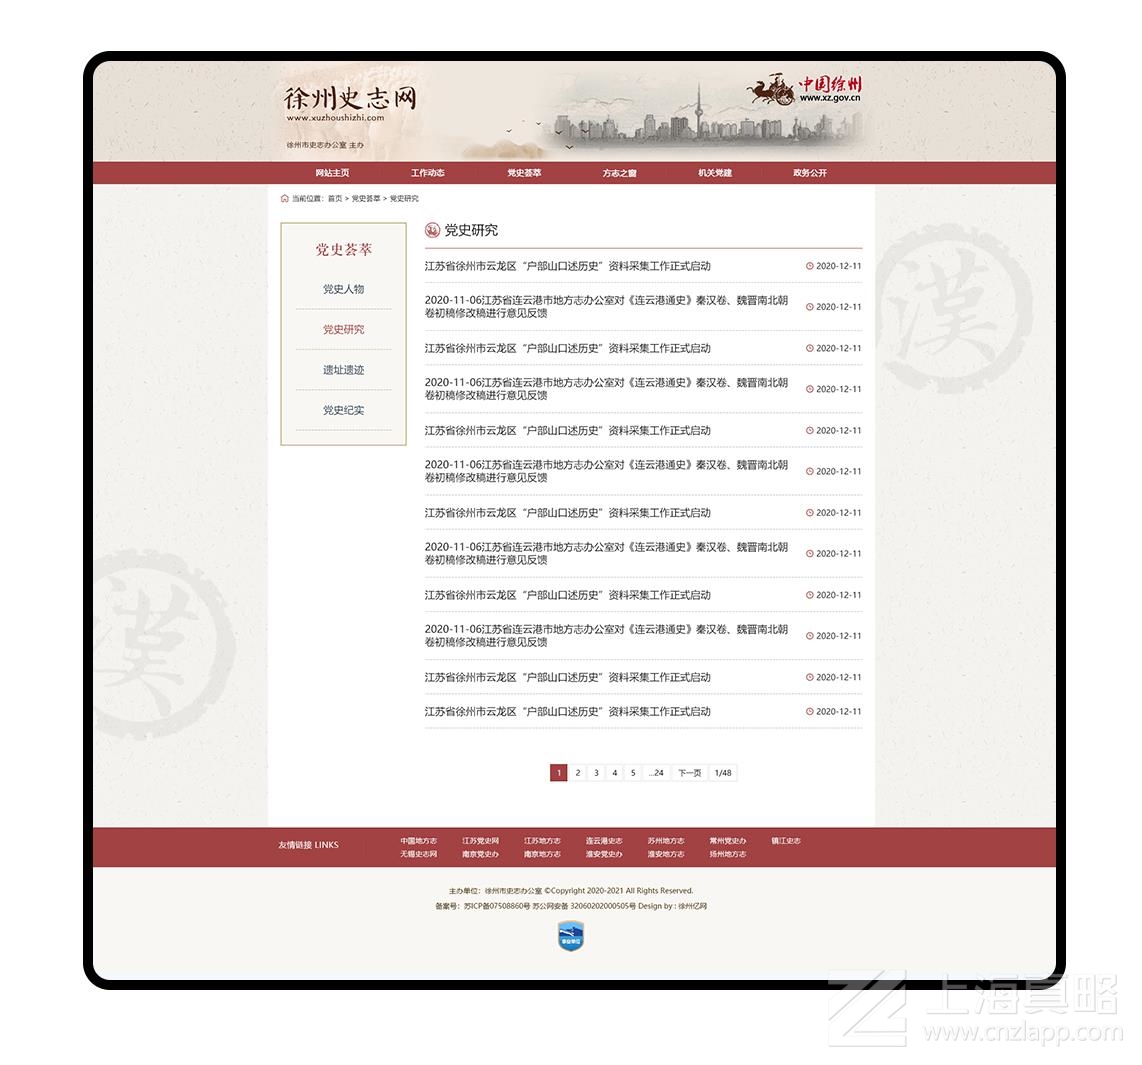 徐州史志网
www.xuzhoushizhi.com
徐州市史志办公室 主办
中国徐州
www.xz.gov.cn
网站主页 工作动态 党史荟萃 方志之窗 机关党建 政务公开
当前位置：首页 > 党史荟萃 > 党史研究
党史荟萃
党史人物
党史研究
遗址遗迹
党史纪实
党史研究
江苏省徐州市云龙区“户部山口述历史”资料采集工作正式启动 2020-12-11
2020-11-06江苏省连云港市地方志办公室对《连云港通史》秦汉卷、魏晋南北朝
卷初稿修改稿进行意见反馈 2020-12-11
江苏省徐州市云龙区“户部山口述历史”资料采集工作正式启动 2020-12-11
2020-11-06江苏省连云港市地方志办公室对《连云港通史》秦汉卷、魏晋南北朝
卷初稿修改稿进行意见反馈 2020-12-11
江苏省徐州市云龙区“户部山口述历史”资料采集工作正式启动 2020-12-11
2020-11-06江苏省连云港市地方志办公室对《连云港通史》秦汉卷、魏晋南北朝
卷初稿修改稿进行意见反馈 2020-12-11
江苏省徐州市云龙区“户部山口述历史”资料采集工作正式启动 2020-12-11
2020-11-06江苏省连云港市地方志办公室对《连云港通史》秦汉卷、魏晋南北朝
卷初稿修改稿进行意见反馈 2020-12-11
江苏省徐州市云龙区“户部山口述历史”资料采集工作正式启动 2020-12-11
2020-11-06江苏省连云港市地方志办公室对《连云港通史》秦汉卷、魏晋南北朝
卷初稿修改稿进行意见反馈 2020-12-11
江苏省徐州市云龙区“户部山口述历史”资料采集工作正式启动 2020-12-11
江苏省徐州市云龙区“户部山口述历史”资料采集工作正式启动 2020-12-11
漢
漢
1 2 3 4 5 ...24 下一页 1/48
友情链接 LINKS
中国地方志 江苏党史网 江苏地方志 连云港史志 苏州地方志 常州党史办 镇江史志
无锡史志网 南京党史办 南京地方志 淮安党史办 淮安地方志 扬州地方志
主办单位：徐州市史志办公室 ©Copyright 2020-2021 All Rights Reserved.
备案号：苏ICP备07508860号 苏公网安备 32060202000505号 Design by : 徐州亿网
事业单位
上海真略
www.cnzlapp.com